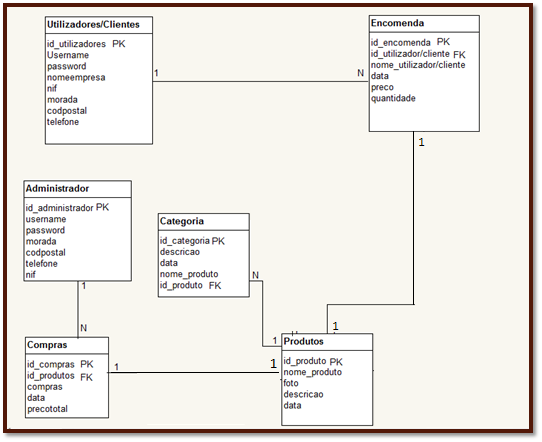 Utilizadores/Clientes
id_utilizadores PK
Username
password
nomeempresa
nif
morada
codpostal
telefone
1
N
Encomenda
id_encomenda PK
id_utilizador/cliente FK
nome_utilizador/cliente
data
preco
quantidade
1
Administrador
id_administrador PK
username
password
morada
codpostal
telefone
nif
1
N
Categoria
id_categoria PK
descricao
data
nome_produto
id_produto FK
N
1
1
Compras
id_compras PK
id_produtos FK
compras
data
precototal
1
1
Produtos
id_produto PK
nome_produto
foto
descricao
data